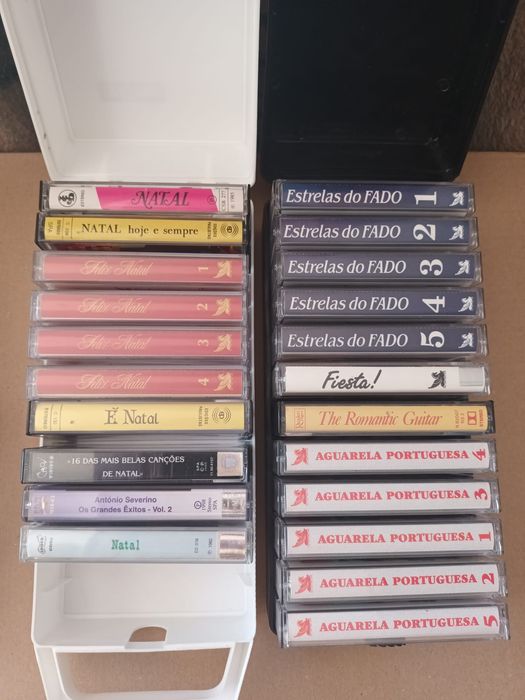 NATAL
NATAL hoje e sempre
Feliz Natal 1
Feliz Natal 2
Feliz Natal 3
Feliz Natal 4
É Natal
16 DAS MAIS BELAS CANÇÕES
DE NATAL
António Severino
Os Grandes Êxitos - Vol. 2
Natal
Estrelas do FADO 1
Estrelas do FADO 2
Estrelas do FADO 3
Estrelas do FADO 4
Estrelas do FADO 5
Fiesta!
The Romantic Guitar
AGUARELA PORTUGUESA 4
AGUARELA PORTUGUESA 3
AGUARELA PORTUGUESA 1
AGUARELA PORTUGUESA 2
AGUARELA PORTUGUESA 5